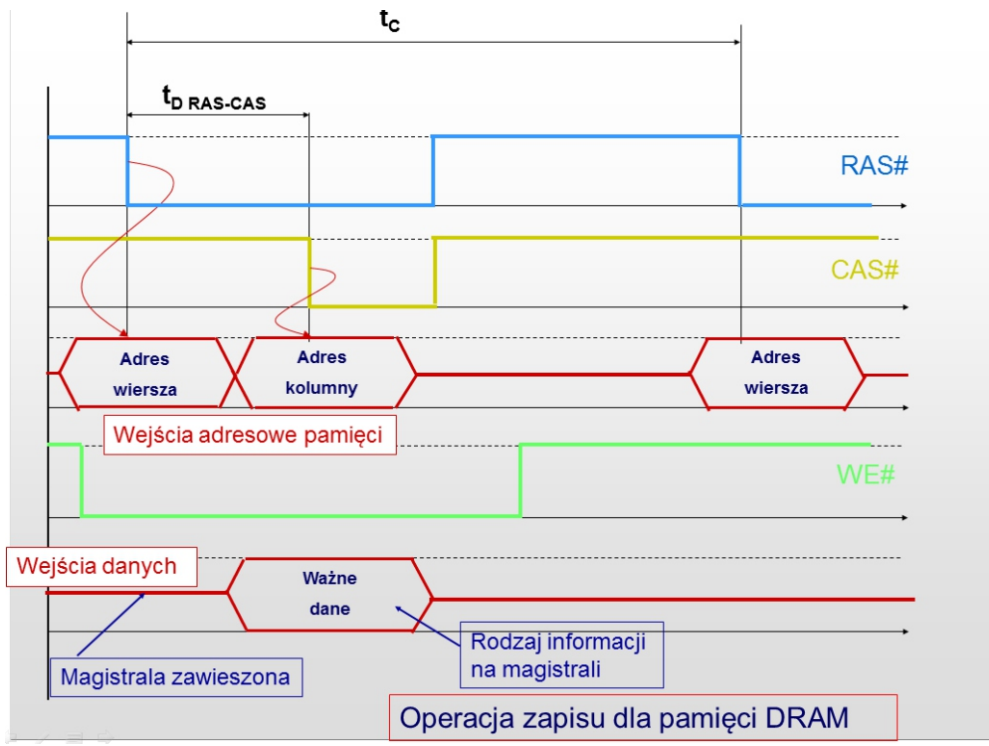 tC
tD RAS-CAS
RAS#
CAS#
Adres
wiersza
Adres
kolumny
Adres
wiersza
Wejścia adresowe pamięci
WE#
Wejścia danych
Ważne
dane
Rodzaj informacji
na magistrali
Magistrala zawieszona
Operacja zapisu dla pamięci DRAM